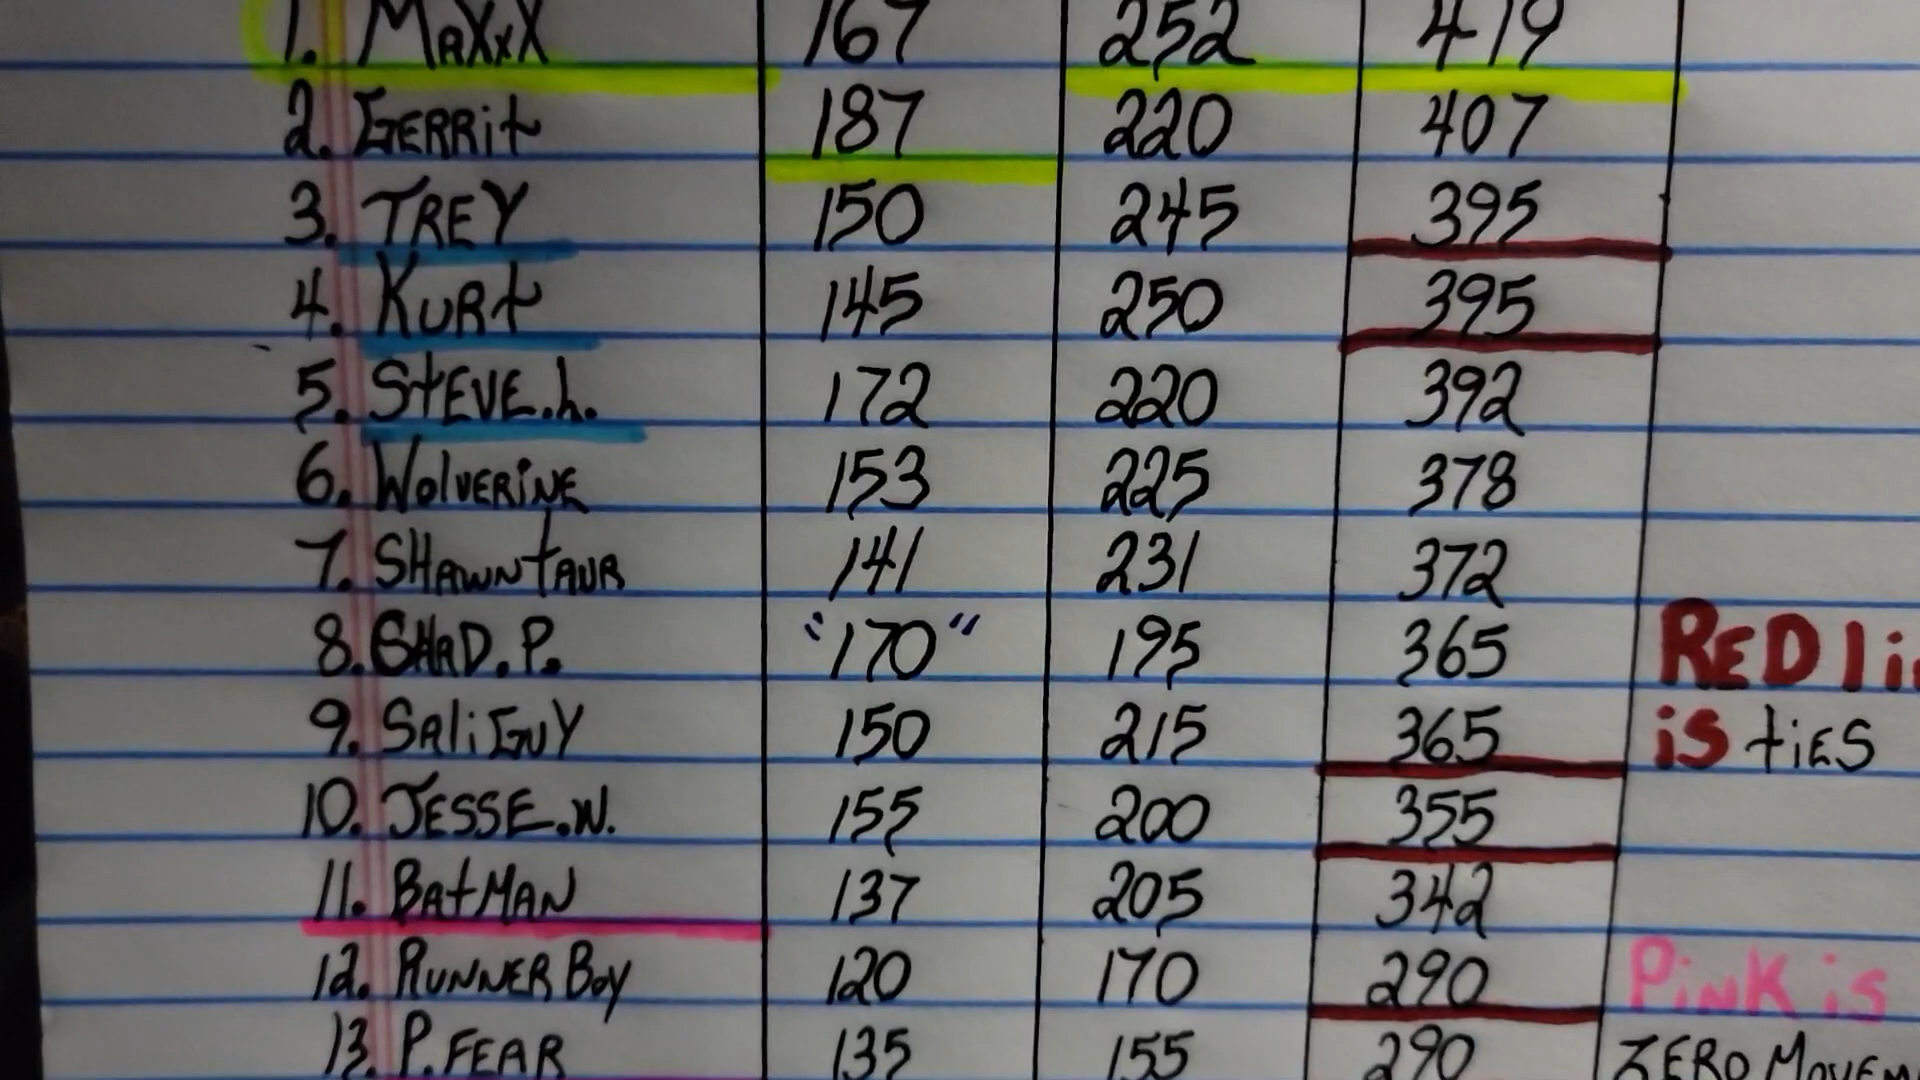 1. MAXxX 167 252 419
2. GERRit 187 220 407
3. TREY 150 245 395
4. KURt 145 250 395
5. StEVE.L. 172 220 392
6. WOlVERiNE 153 225 378
7. SHAWNtAUR 141 231 372
8. SHAD.P. "170" 195 365 RED li
9. SAliGUY 150 215 365 iS tiES
10. JESSE.W. 155 200 355
11. BAtMAN 137 205 342
12. RUNNER BOY 120 170 290 PiNK iS
13. P.FEAR 135 155 290 ZERO MOVEM